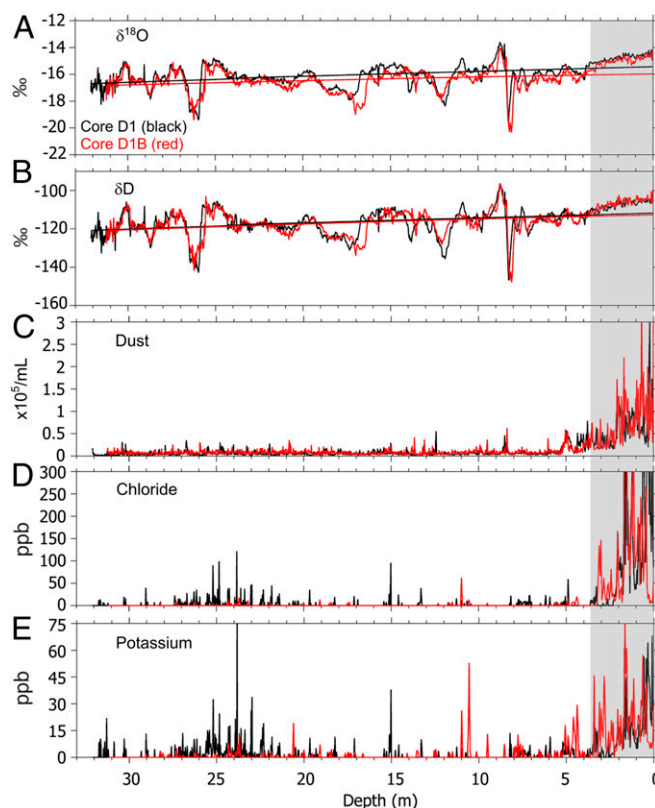 A
-12
δ¹⁸O
-14
-16
‰
-18
-20
Core D1 (black)
Core D1B (red)
-22
B
δD
-100
-120
‰
-140
-160
C
3
Dust
2.5
2
x10⁵/mL
1.5
1
0.5
0
D
300
Chloride
250
200
ppb
150
100
50
0
E
75
Potassium
60
45
ppb
30
15
0
30 25 20 15 10 5 0
Depth (m)